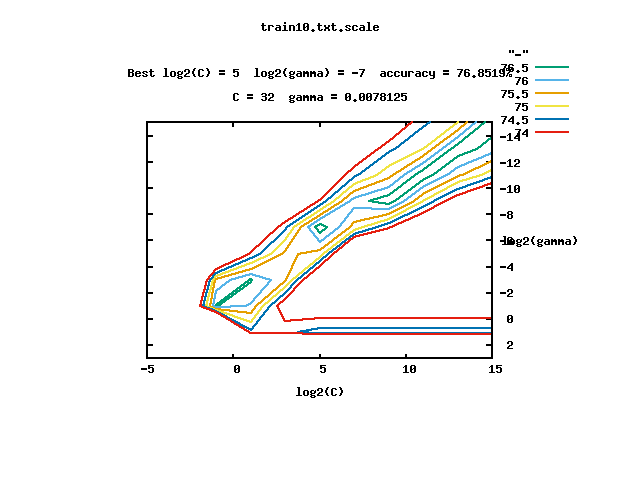 train10.txt.scale
"-"
Best log2(C) = 5  log2(gamma) = -7  accuracy = 76.8519%
C = 32  gamma = 0.0078125
76.5
76
75.5
75
74.5
74
-14
-12
-10
-8
-6
log2(gamma)
-4
-2
0
2
-5 0 5 10 15
log2(C)